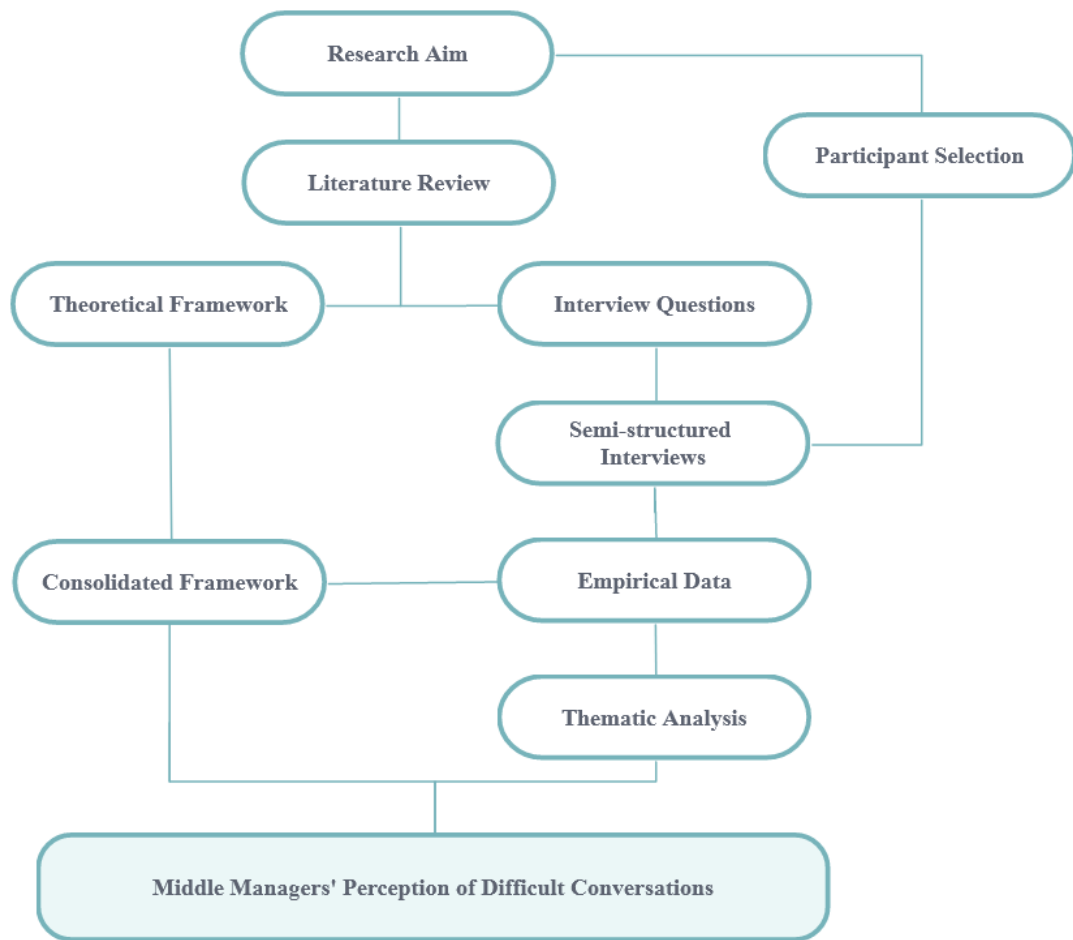 Research Aim
Participant Selection
Literature Review
Theoretical Framework
Interview Questions
Semi-structured
Interviews
Consolidated Framework
Empirical Data
Thematic Analysis
Middle Managers' Perception of Difficult Conversations